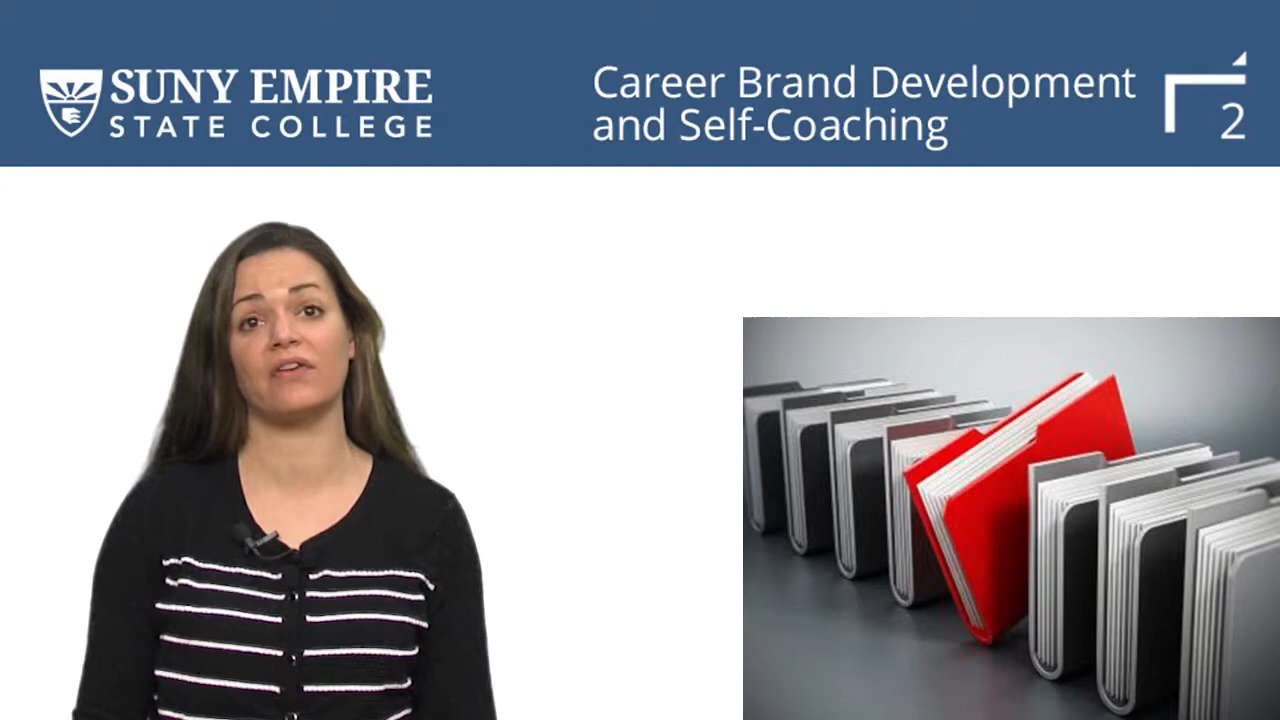 SUNY EMPIRE
STATE COLLEGE
Career Brand Development
and Self-Coaching
2